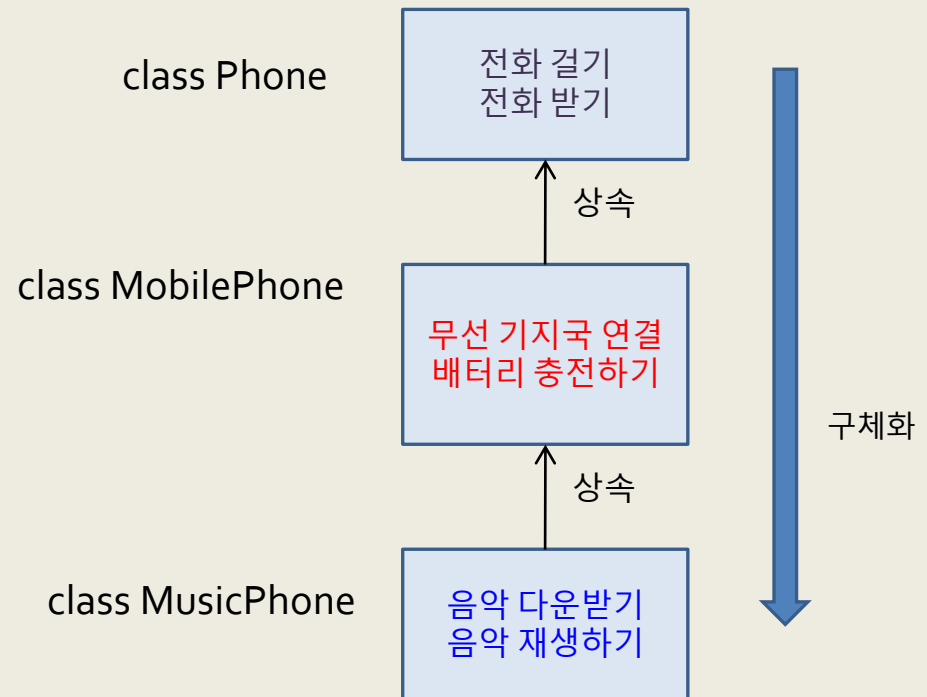 class Phone
전화 걸기
전화 받기
상속
class MobilePhone
무선 기지국 연결
배터리 충전하기
구체화
상속
class MusicPhone
음악 다운받기
음악 재생하기